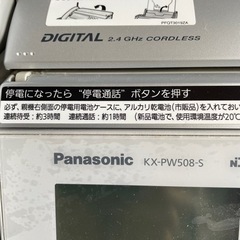 PFGT3019ZA
DIGITAL 2.4 GHz CORDLESS
停電になったら“停電通話”ボタンを押す
必ず、親機右側面の停電用電池ケースに、アルカリ乾電池(市販品)を入れて
連続待受:約3時間 連続通話:約1時間 (新品電池で、使用環境温度が20℃
Panasonic KX-PW508-S